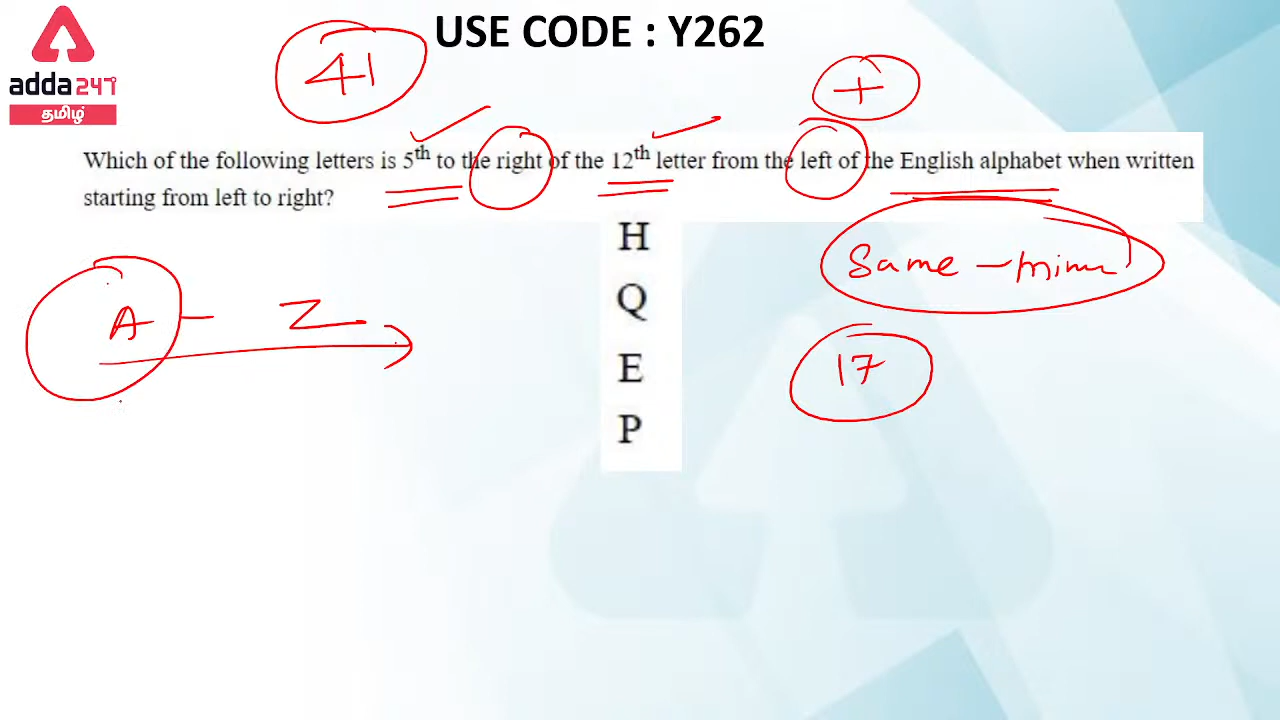 USE CODE : Y262
adda247
தமிழ்
41
+
Which of the following letters is 5th to the right of the 12th letter from the left of the English alphabet when written
starting from left to right?
H
Same –
A – Z
Q
17
E
P